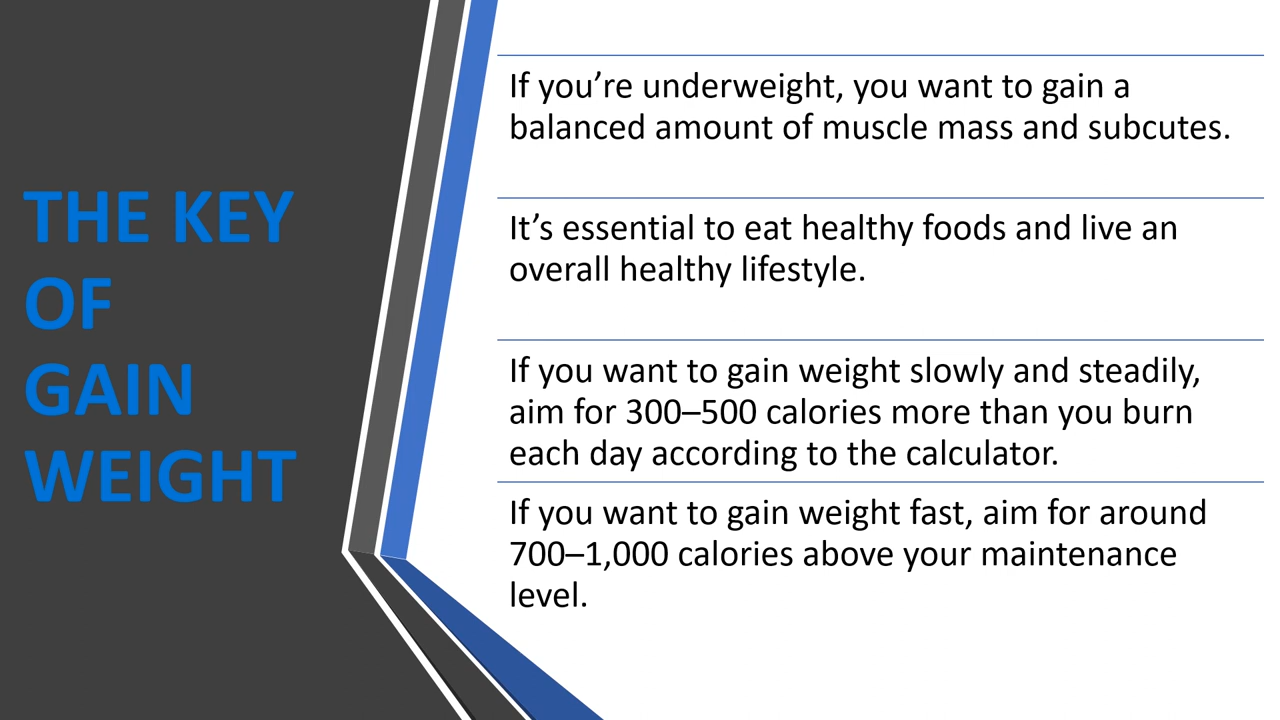 THE KEY
OF
GAIN
WEIGHT
If you’re underweight, you want to gain a
balanced amount of muscle mass and subcutes.
It’s essential to eat healthy foods and live an
overall healthy lifestyle.
If you want to gain weight slowly and steadily,
aim for 300–500 calories more than you burn
each day according to the calculator.
If you want to gain weight fast, aim for around
700–1,000 calories above your maintenance
level.